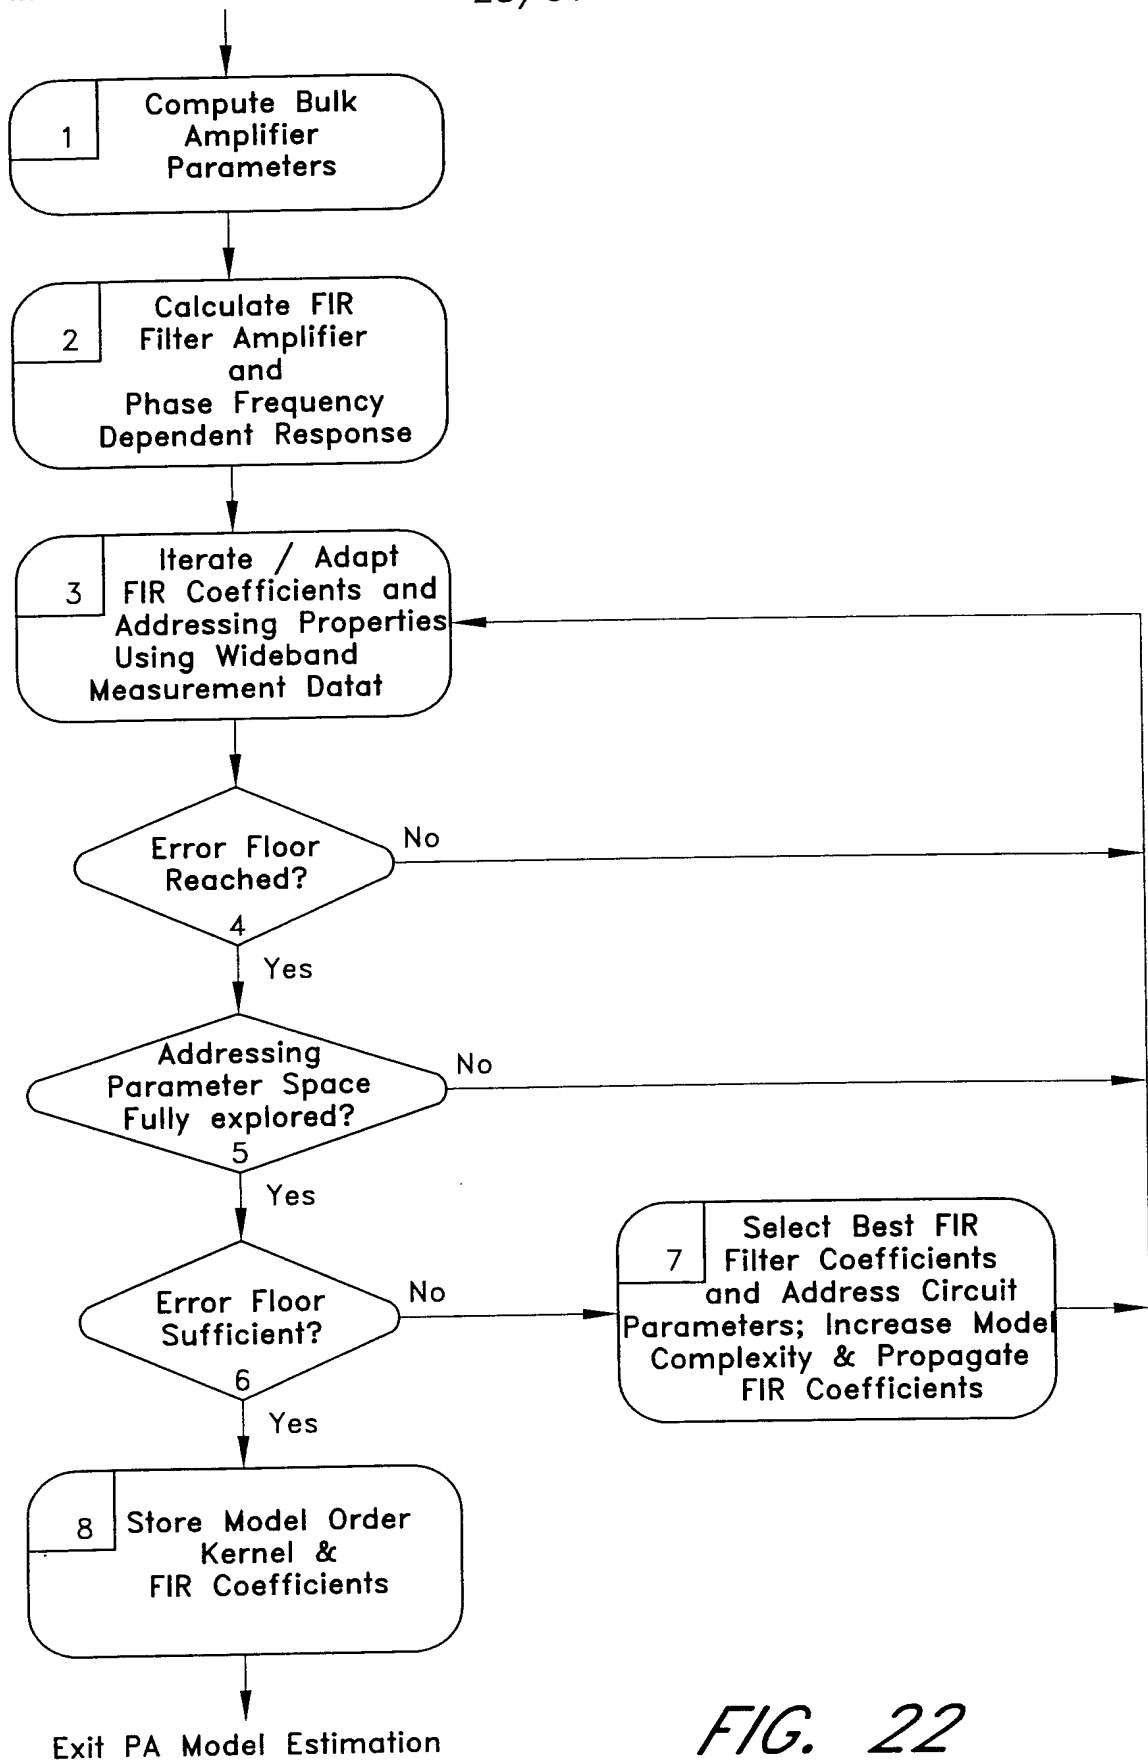 1
Compute Bulk
Amplifier
Parameters
2
Calculate FIR
Filter Amplifier
and
Phase Frequency
Dependent Response
3
Iterate / Adapt
FIR Coefficients and
Addressing Properties
Using Wideband
Measurement Datat
Error Floor
Reached?
4
No
Yes
Addressing
Parameter Space
Fully explored?
5
No
Yes
Error Floor
Sufficient?
6
No
Yes
7
Select Best FIR
Filter Coefficients
and Address Circuit
Parameters; Increase Model
Complexity & Propagate
FIR Coefficients
8
Store Model Order
Kernel &
FIR Coefficients
Exit PA Model Estimation
FIG. 22